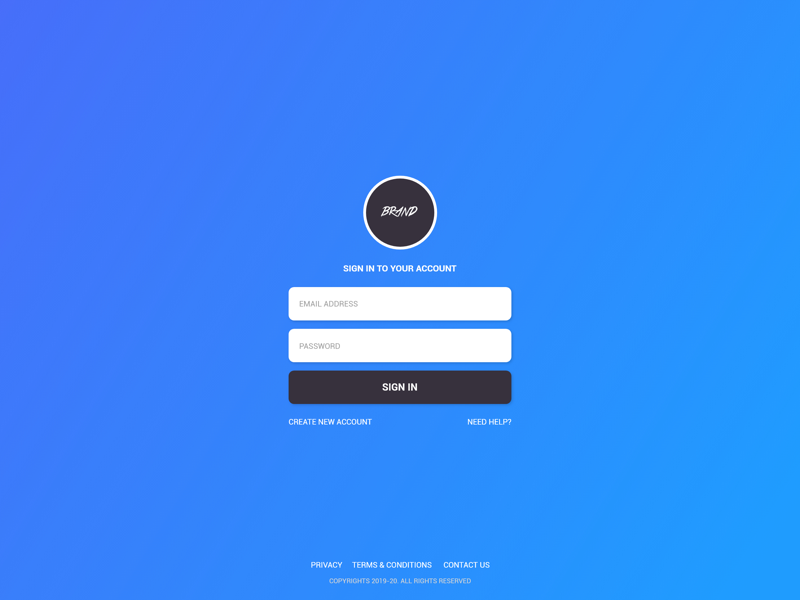 BRAND
SIGN IN TO YOUR ACCOUNT
EMAIL ADDRESS
PASSWORD
SIGN IN
CREATE NEW ACCOUNT NEED HELP?
PRIVACY TERMS & CONDITIONS CONTACT US
COPYRIGHTS 2019-20. ALL RIGHTS RESERVED